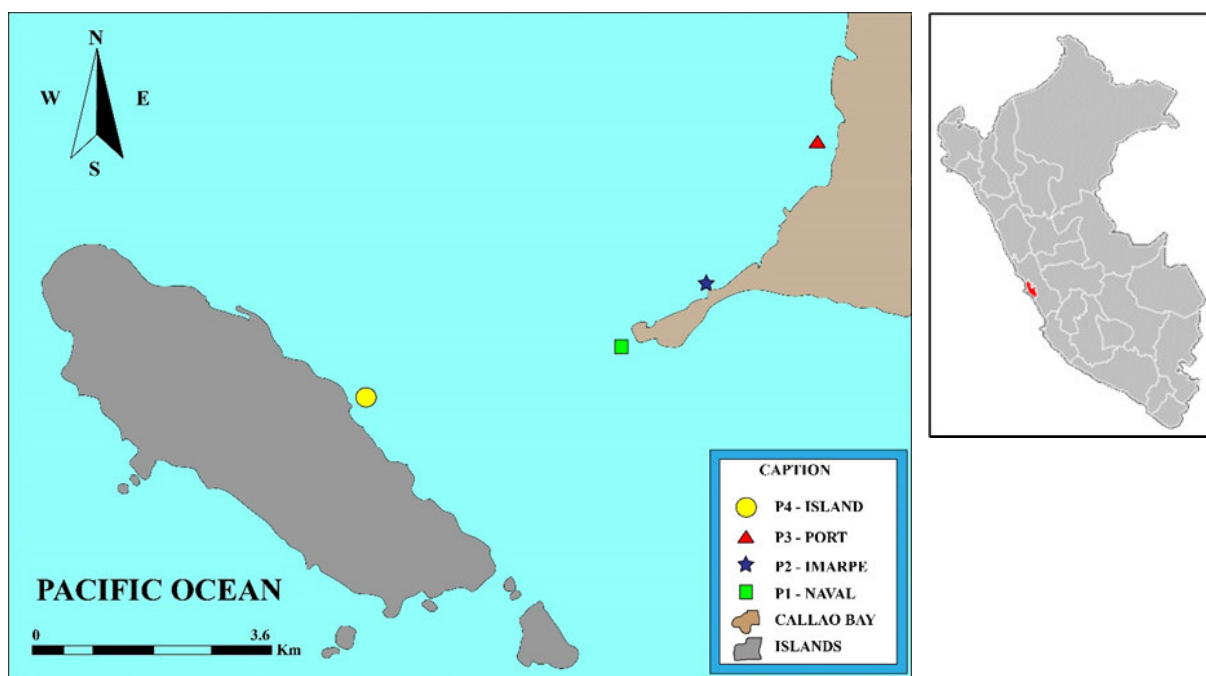 N
W E
S
CAPTION
P4 - ISLAND
P3 - PORT
P2 - IMARPE
P1 - NAVAL
CALLAO BAY
ISLANDS
PACIFIC OCEAN
0 3.6
Km